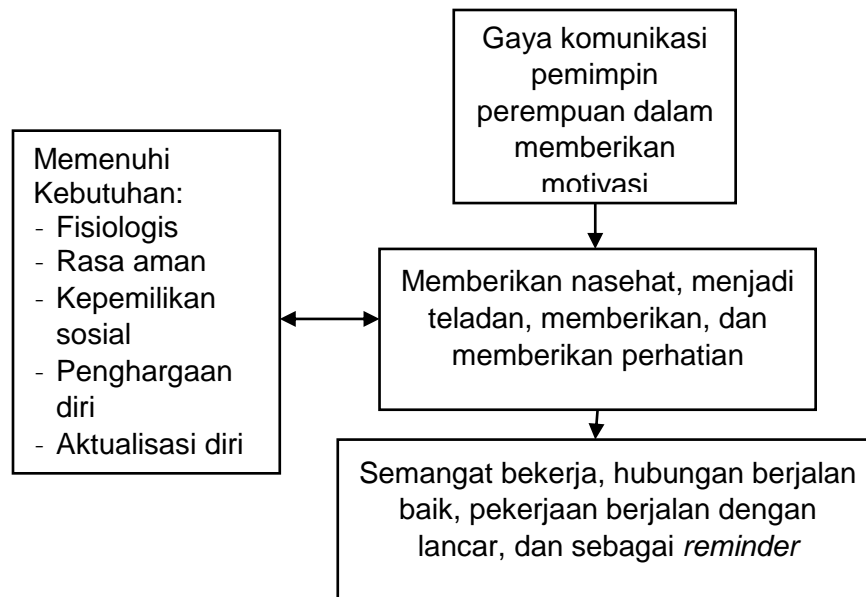 Gaya komunikasi
pemimpin
perempuan dalam
memberikan
motivasi
Memenuhi
Kebutuhan:
- Fisiologis
- Rasa aman
- Kepemilikan
sosial
- Penghargaan
diri
- Aktualisasi diri
Memberikan nasehat, menjadi
teladan, memberikan, dan
memberikan perhatian
Semangat bekerja, hubungan berjalan
baik, pekerjaan berjalan dengan
lancar, dan sebagai reminder